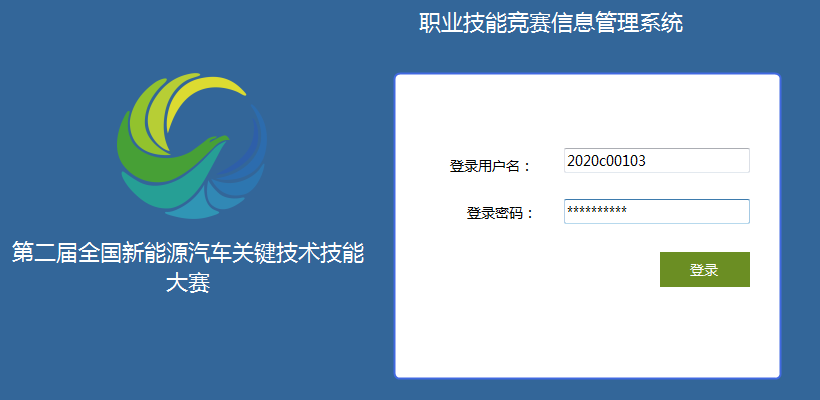 职业技能竞赛信息管理系统
登录用户名：
2020c00103
登录密码：
**********
登录
第二届全国新能源汽车关键技术技能
大赛